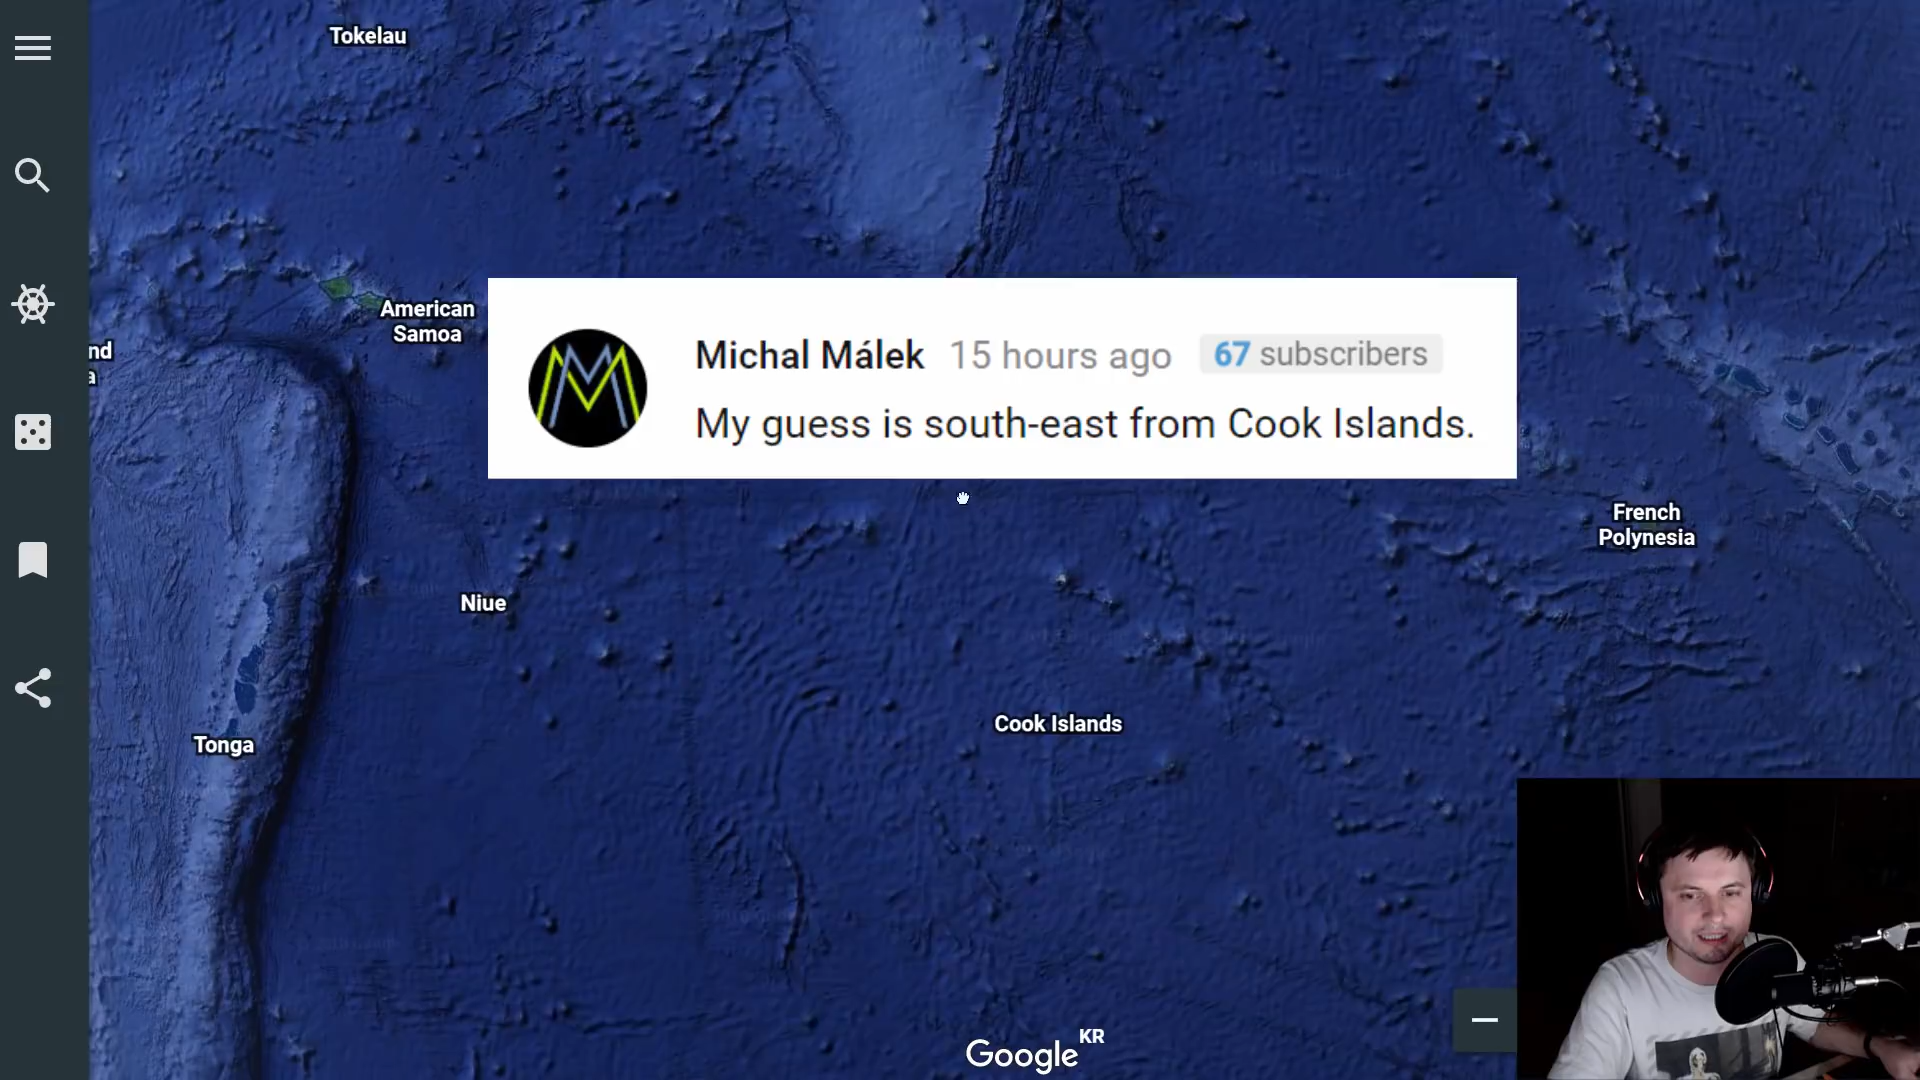 Tokelau
American
Samoa
nd
a
Michal Málek 15 hours ago 67 subscribers
My guess is south-east from Cook Islands.
French
Polynesia
Niue
Cook Islands
Tonga
Google KR